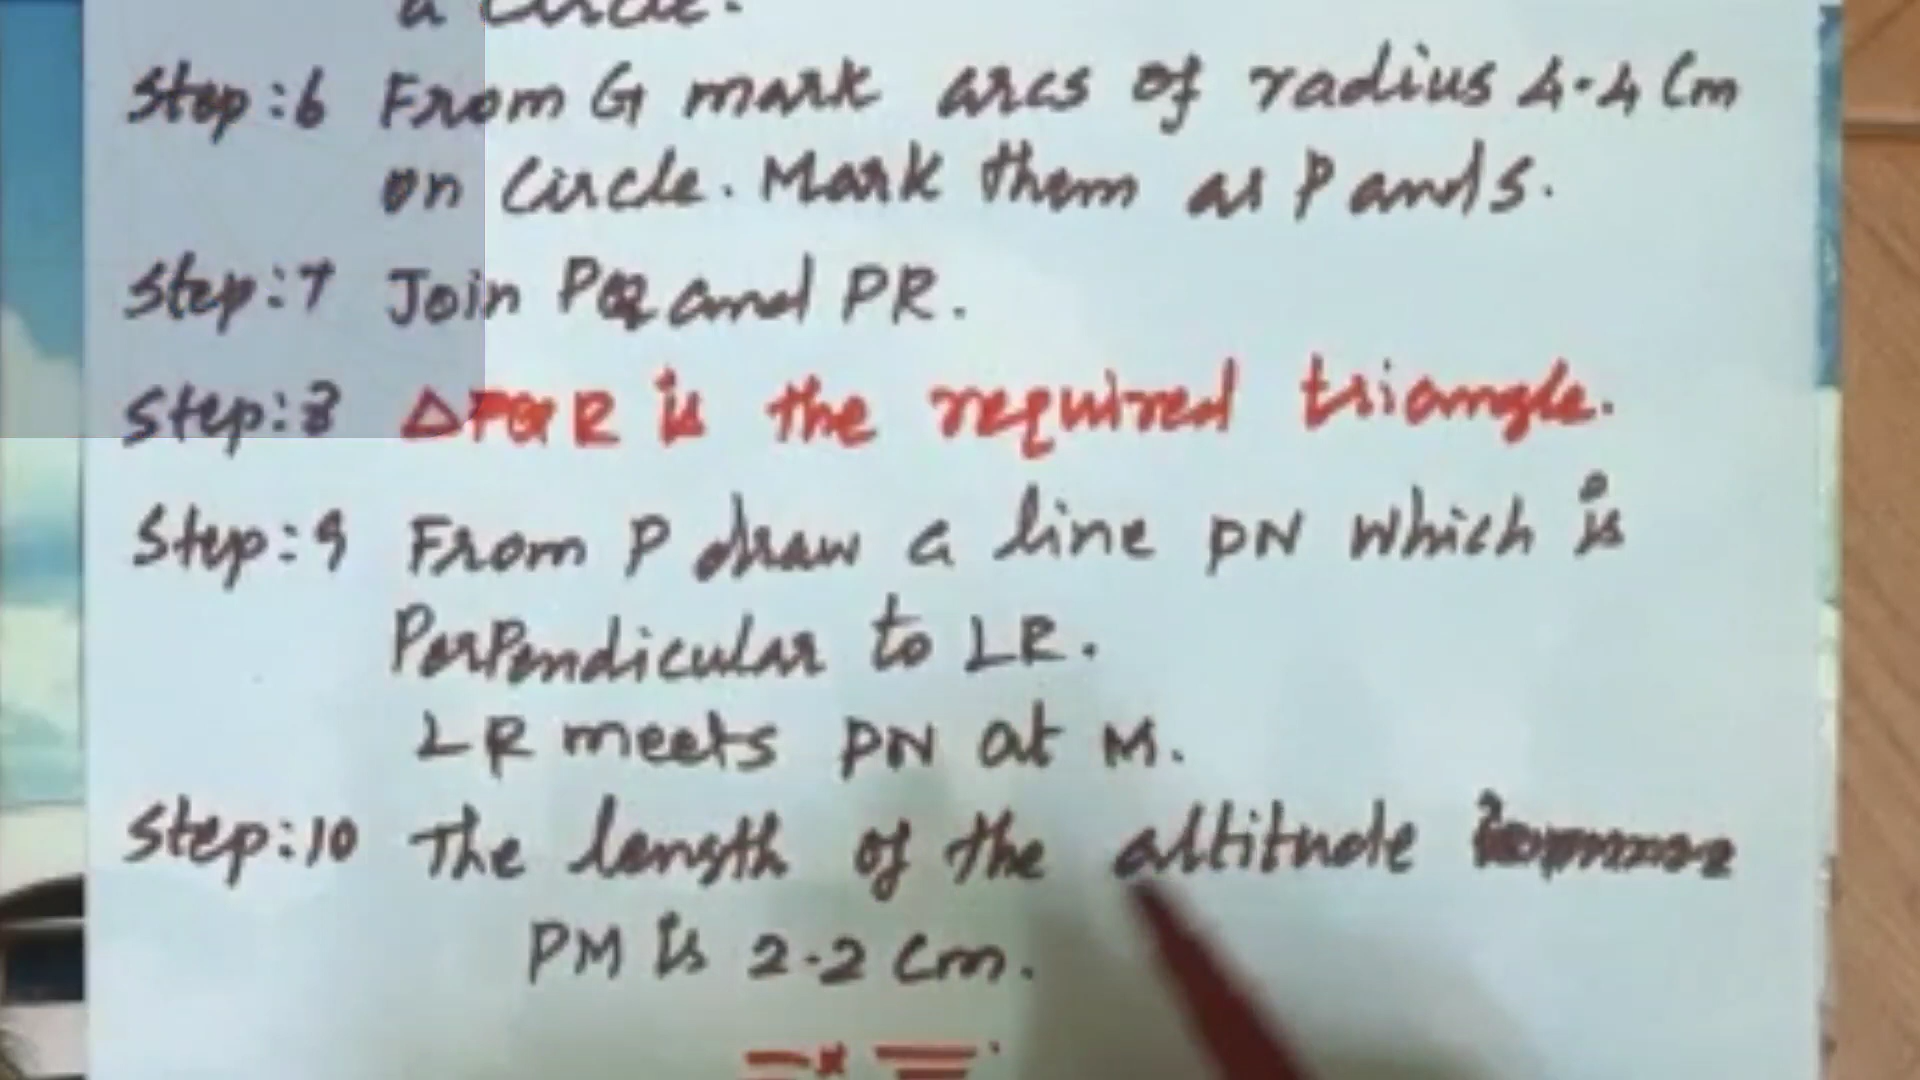 a Circle.
Step:6 From G mark arcs of radius 4.4 Cm
on Circle. Mark them as P and S.
Step:7 Join PQ and PR.
Step:8 △PQR is the required triangle.
Step:9 From P draw a line PN which is
Perpendicular to LR.
LR meets PN at M.
Step:10 The length of the altitude
PM is 2.2 Cm.